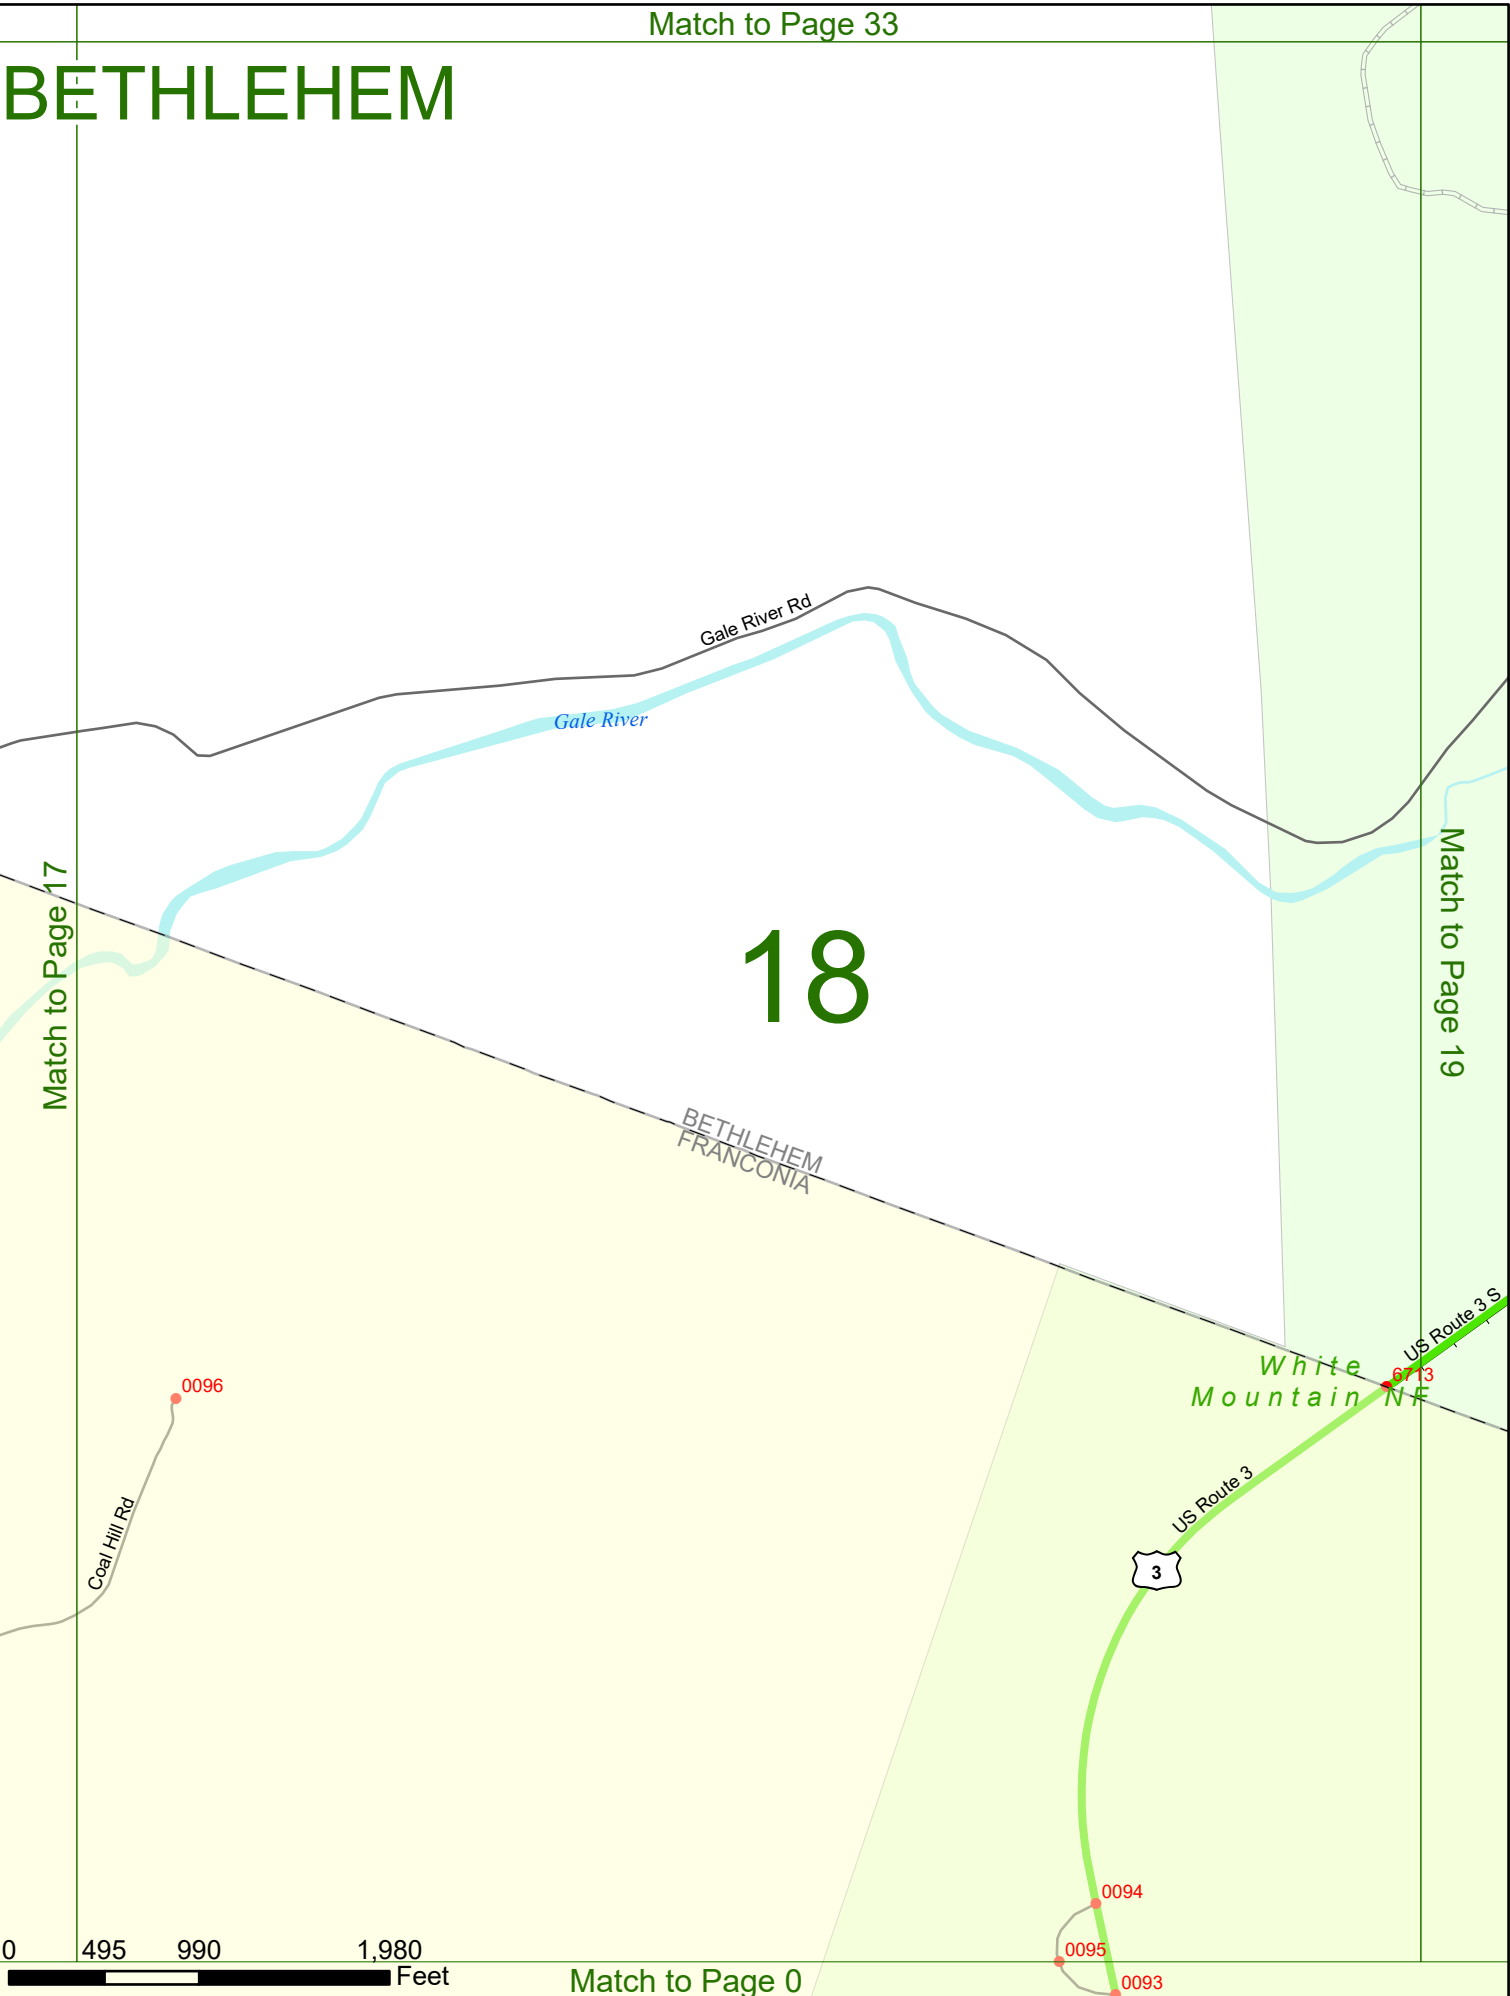 Match to Page 33
BETHLEHEM
Gale River Rd
Gale River
Match to Page 17
18
Match to Page 19
BETHLEHEM
FRANCONIA
US Route 3 S
White
Mountain NF
6713
0096
US Route 3
3
Coal Hill Rd
0094
0095
0093
0 495 990 1,980
Feet
Match to Page 0